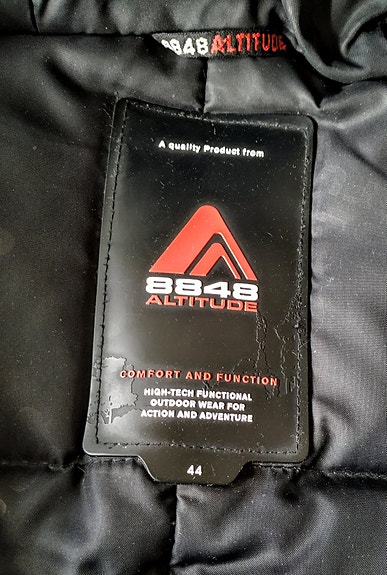 8848 ALTITUDE
A quality Product from
8848
ALTITUDE
COMFORT AND FUNCTION
HIGH-TECH FUNCTIONAL
OUTDOOR WEAR FOR
ACTION AND ADVENTURE
44